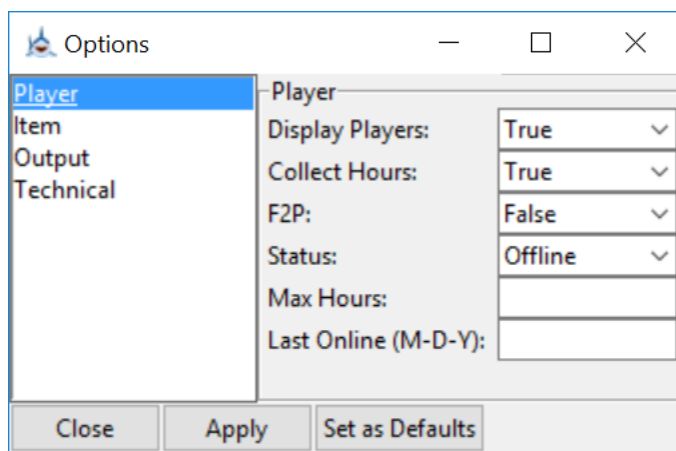 Options
Player
Item
Output
Technical
Player
Display Players: True
Collect Hours: True
F2P: False
Status: Offline
Max Hours:
Last Online (M-D-Y):
Close Apply Set as Defaults